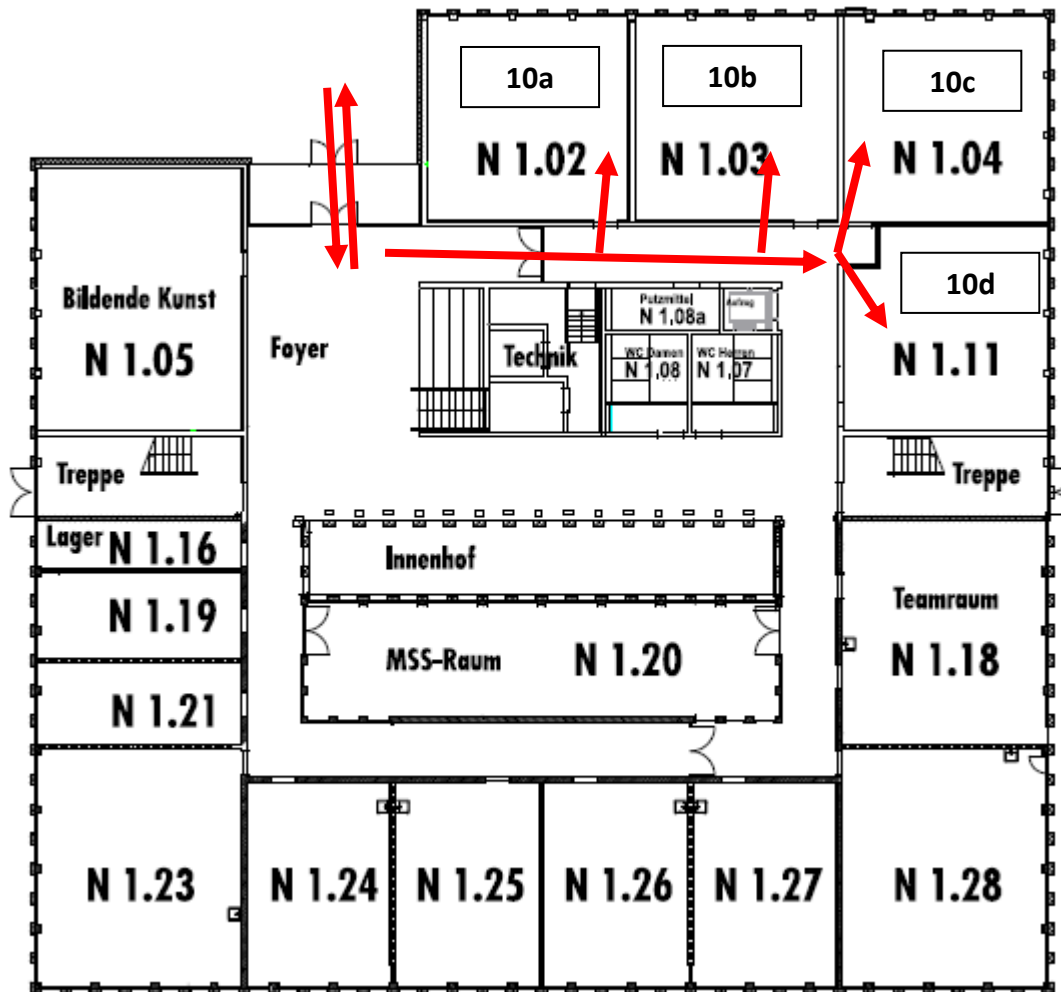 10a
10b
10c
N 1.02
N 1.03
N 1.04
10d
Bildende Kunst
N 1.05
Foyer
Technik
Putzmittel
N 1,08a
Aufzug
WC Damen
N 1,08
WC Herren
N 1,07
N 1.11
Treppe
Treppe
Lager N 1.16
Innenhof
N 1.19
MSS-Raum N 1.20
Teamraum
N 1.18
N 1.21
N 1.23
N 1.24
N 1.25
N 1.26
N 1.27
N 1.28